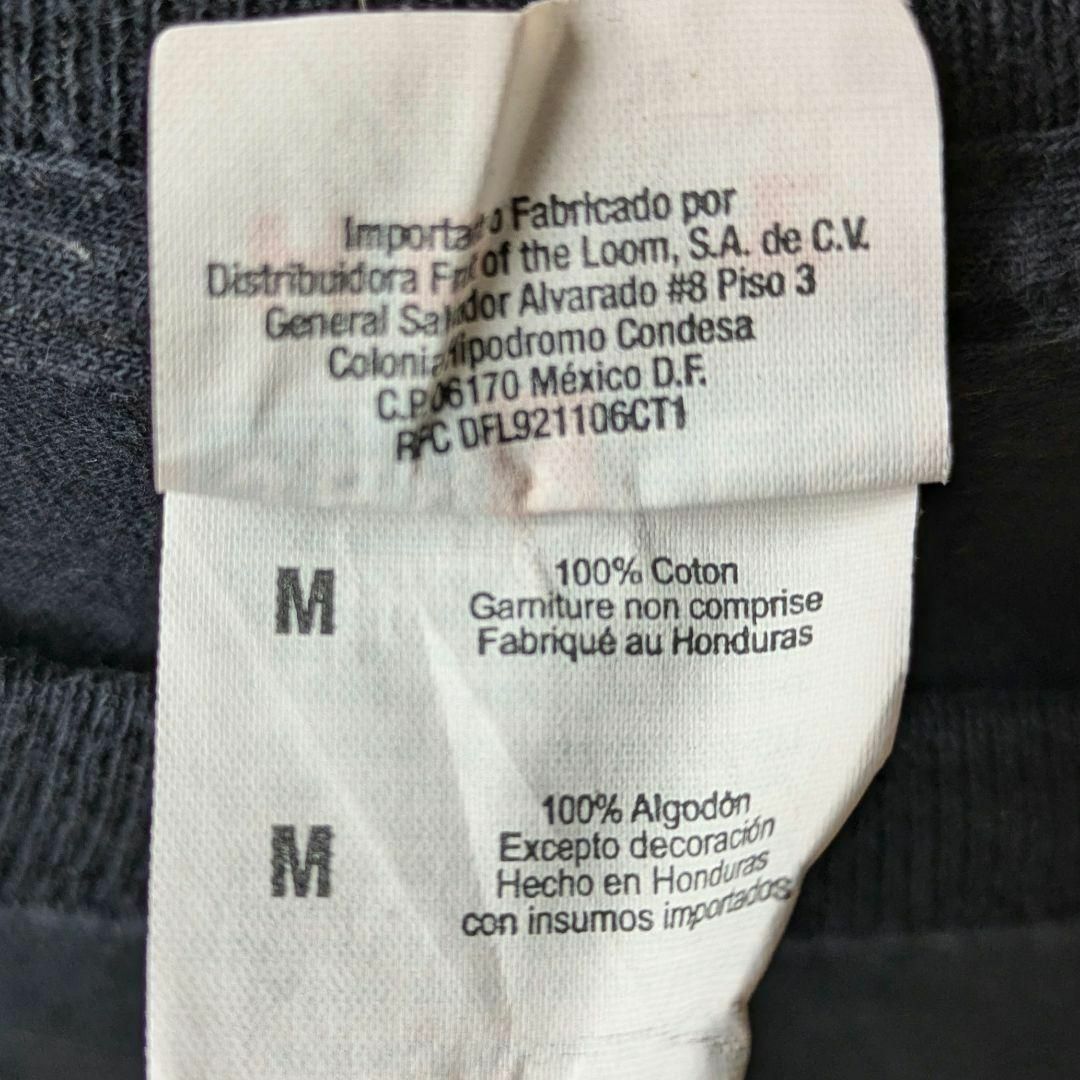 Importado o Fabricado por
Distribuidora Fruit of the Loom, S.A. de C.V.
General Salvador Alvarado #8 Piso 3
Colonia Hipodromo Condesa
C.P. 06170 México D.F.
RFC DFL921106CT1
M
100% Coton
Garniture non comprise
Fabriqué au Honduras
M
100% Algodón
Excepto decoración
Hecho en Honduras
con insumos importados